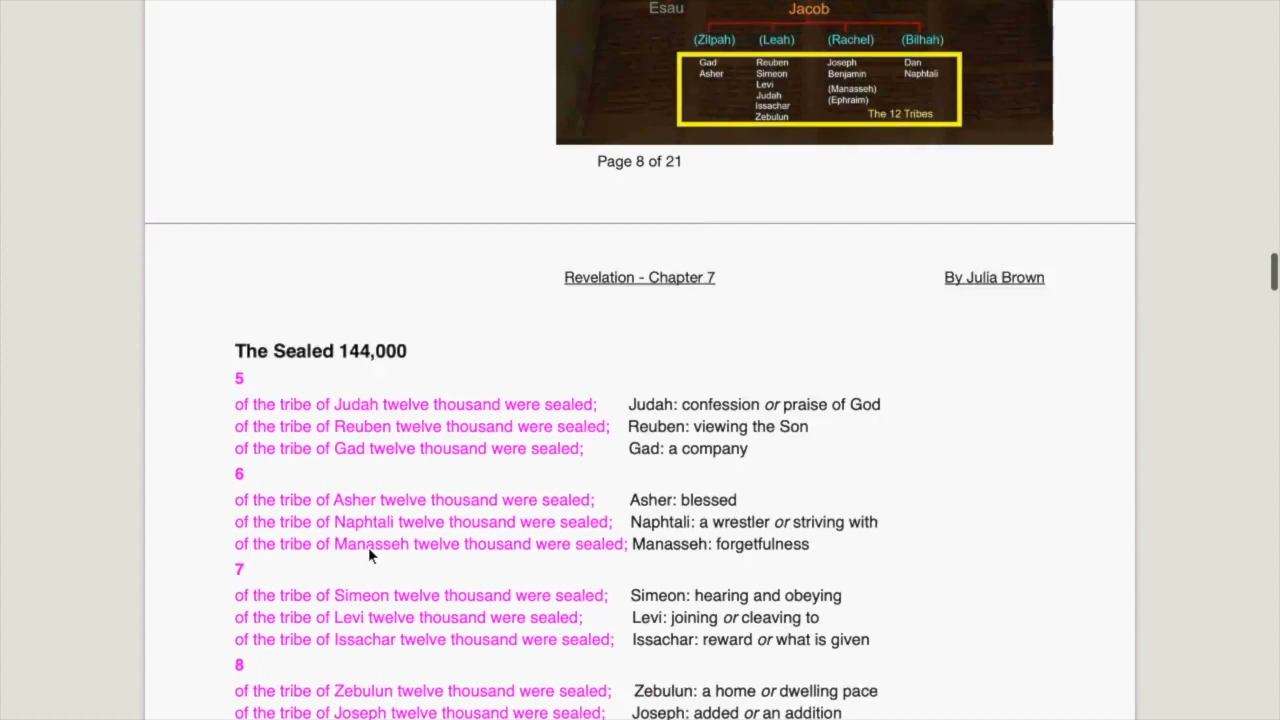 Esau
Jacob
(Zilpah) (Leah) (Rachel) (Bilhah)
Gad Reuben Joseph Dan
Asher Simeon Benjamin Naphtali
Levi (Manasseh)
Judah (Ephraim)
Issachar
Zebulun The 12 Tribes
Page 8 of 21
Revelation - Chapter 7 By Julia Brown
The Sealed 144,000
5
of the tribe of Judah twelve thousand were sealed; Judah: confession or praise of God
of the tribe of Reuben twelve thousand were sealed; Reuben: viewing the Son
of the tribe of Gad twelve thousand were sealed; Gad: a company
6
of the tribe of Asher twelve thousand were sealed; Asher: blessed
of the tribe of Naphtali twelve thousand were sealed; Naphtali: a wrestler or striving with
of the tribe of Manasseh twelve thousand were sealed; Manasseh: forgetfulness
7
of the tribe of Simeon twelve thousand were sealed; Simeon: hearing and obeying
of the tribe of Levi twelve thousand were sealed; Levi: joining or cleaving to
of the tribe of Issachar twelve thousand were sealed; Issachar: reward or what is given
8
of the tribe of Zebulun twelve thousand were sealed; Zebulun: a home or dwelling pace
of the tribe of Joseph twelve thousand were sealed; Joseph: added or an addition